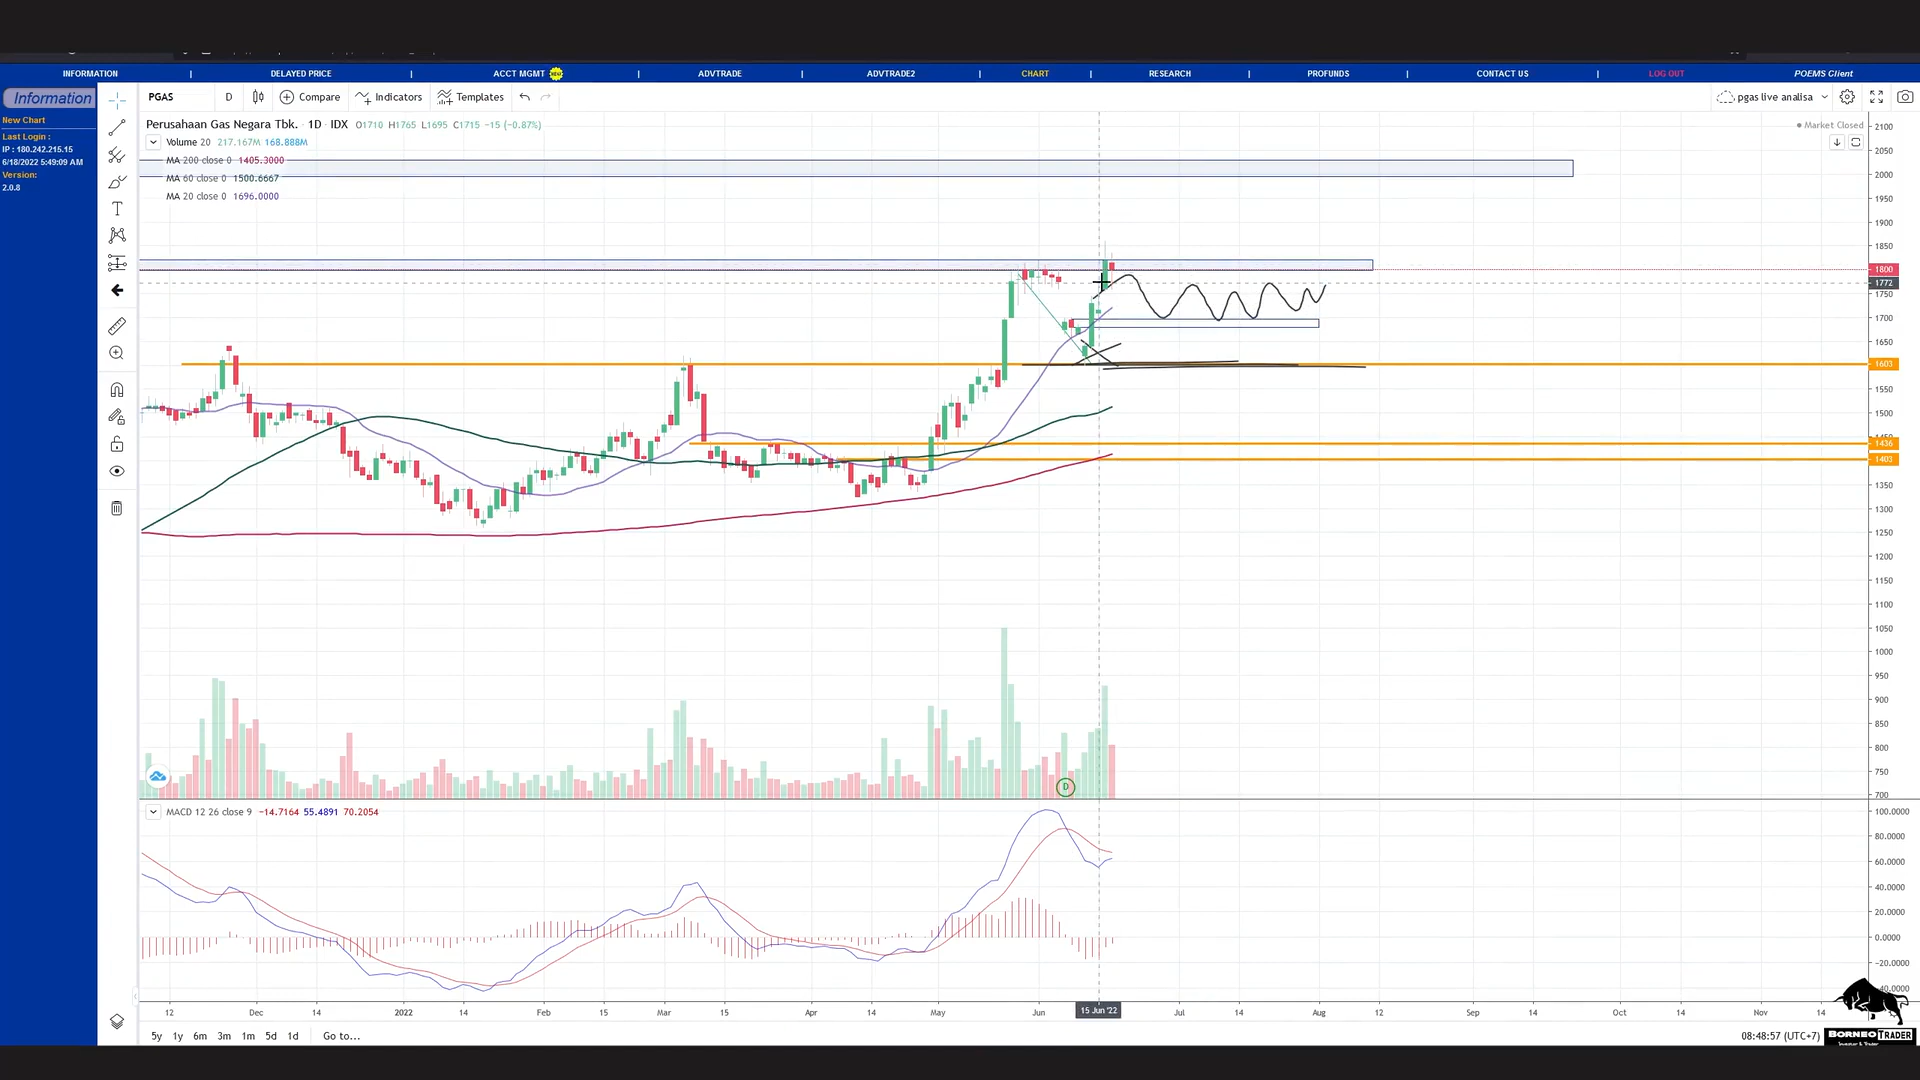 INFORMATION | DELAYED PRICE | ACCT MGMT NEW | ADVTRADE | ADVTRADE2 | CHART | RESEARCH | PROFUNDS | CONTACT US | LOG OUT POEMS Client
Information
New Chart
Last Login :
IP : 180.242.215.15
6/18/2022 5:49:09 AM
Version:
2.0.8
PGAS D Compare Indicators Templates pgas live analisa
Perusahaan Gas Negara Tbk. · 1D · IDX O1710 H1765 L1695 C1715 −15 (−0.87%)
Market Closed
Volume 20 217.167M 168.888M
MA 200 close 0 1405.3000
MA 60 close 0 1500.6667
MA 20 close 0 1696.0000
2100
2050
2000
1950
1900
1850
1800
1772
1750
1700
1650
1603
1550
1500
1436
1403
1350
1300
1250
1200
1150
1100
1050
1000
950
900
850
800
750
700
D
MACD 12 26 close 9 −14.7164 55.4891 70.2054
100.0000
80.0000
60.0000
40.0000
20.0000
0.0000
−20.0000
12 Dec 14 2022 14 Feb 15 Mar 15 Apr 14 May Jun 15 Jun '22 Jul 14 Aug 12 Sep 14 Oct 14 Nov 14
5y 1y 6m 3m 1m 5d 1d Go to...
08:48:57 (UTC+7)
BORNEO TRADER